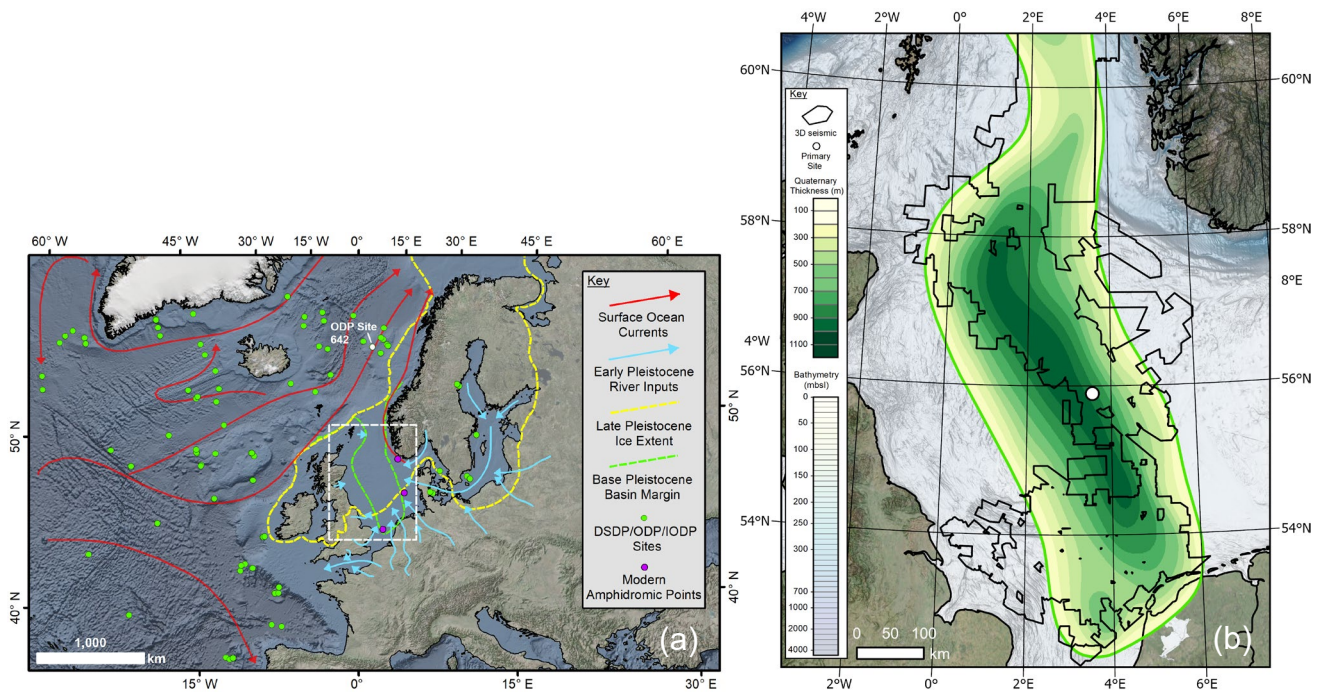 60° W
45° W
30° W
15° W
0°
15 E
30° E
45° E
60° E
50° N
40° N
50° N
40° N
15° W
0°
15° E
30° E
ODP Site
642
Key
Surface Ocean
Currents
Early Pleistocene
River Inputs
Late Pleistocene
Ice Extent
Base Pleistocene
Basin Margin
DSDP/ODP/IODP
Sites
Modern
Amphidromic Points
1,000
km
(a)
4°W
2°W
0°
2°E
4°E
6°E
8°E
60°N
58°N
4°W
56°N
54°N
60°N
58°N
8°E
56°N
54°N
2°W
0°
2°E
4°E
6°E
Key
3D seismic
Primary
Site
Quaternary
Thickness (m)
100
300
500
700
900
1100
Bathymetry
(mbsl)
0
50
100
150
200
300
700
1000
2000
4000
0 50 100
km
(b)